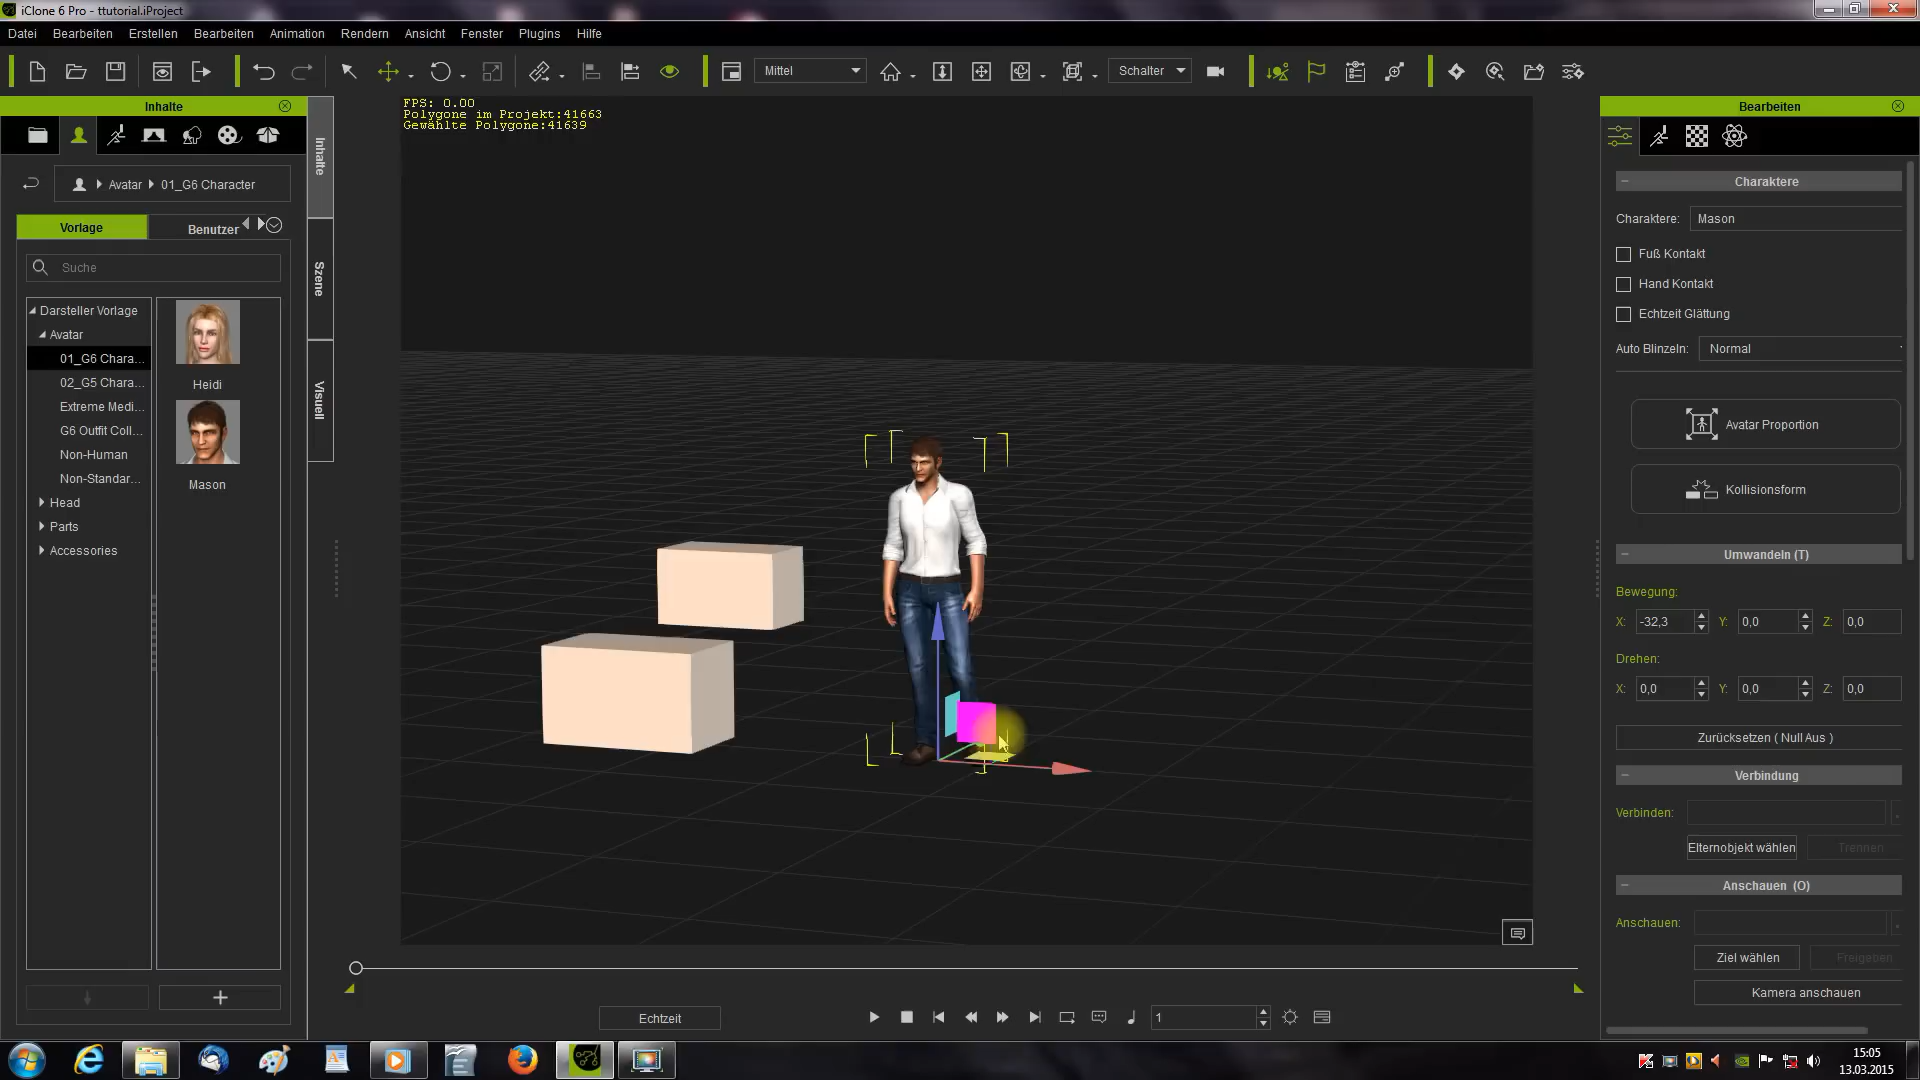 iClone 6 Pro - ttutorial.iProject
Datei Bearbeiten Erstellen Bearbeiten Animation Rendern Ansicht Fenster Plugins Hilfe
Mittel
Schalter
Inhalte
Avatar 01_G6 Character
Vorlage
Benutzer
Suche
Darsteller Vorlage
Avatar
01_G6 Chara...
02_G5 Chara...
Extreme Medi...
G6 Outfit Coll...
Non-Human
Non-Standar...
Head
Parts
Accessories
Heidi
Mason
Inhalte
Szene
Visuell
FPS: 0.00
Polygone im Projekt:41663
Gewählte Polygone:41639
Echtzeit
1
Bearbeiten
Charaktere
Charaktere: Mason
Fuß Kontakt
Hand Kontakt
Echtzeit Glättung
Auto Blinzeln: Normal
Avatar Proportion
Kollisionsform
Umwandeln (T)
Bewegung:
X: -32,3 Y: 0,0 Z: 0,0
Drehen:
X: 0,0 Y: 0,0 Z: 0,0
Zurücksetzen ( Null Aus )
Verbindung
Verbinden:
Elternobjekt wählen Trennen
Anschauen (O)
Anschauen:
Ziel wählen Freigeben
Kamera anschauen
15:05
13.03.2015